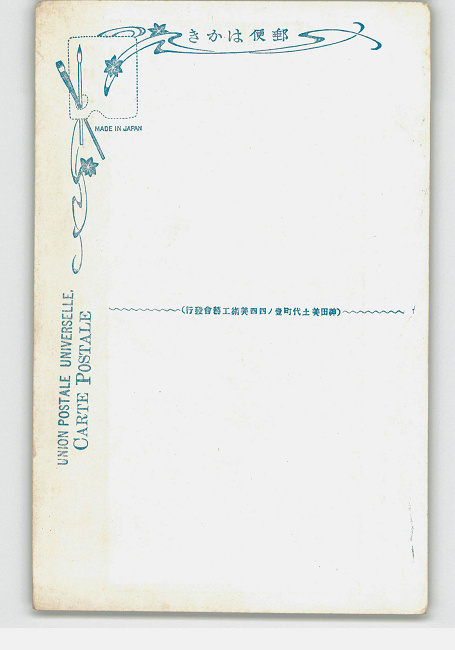 郵便はかき
MADE IN JAPAN
(神田美土代町壹ノ四四美術工藝會發行)
UNION POSTALE UNIVERSELLE.
CARTE POSTALE